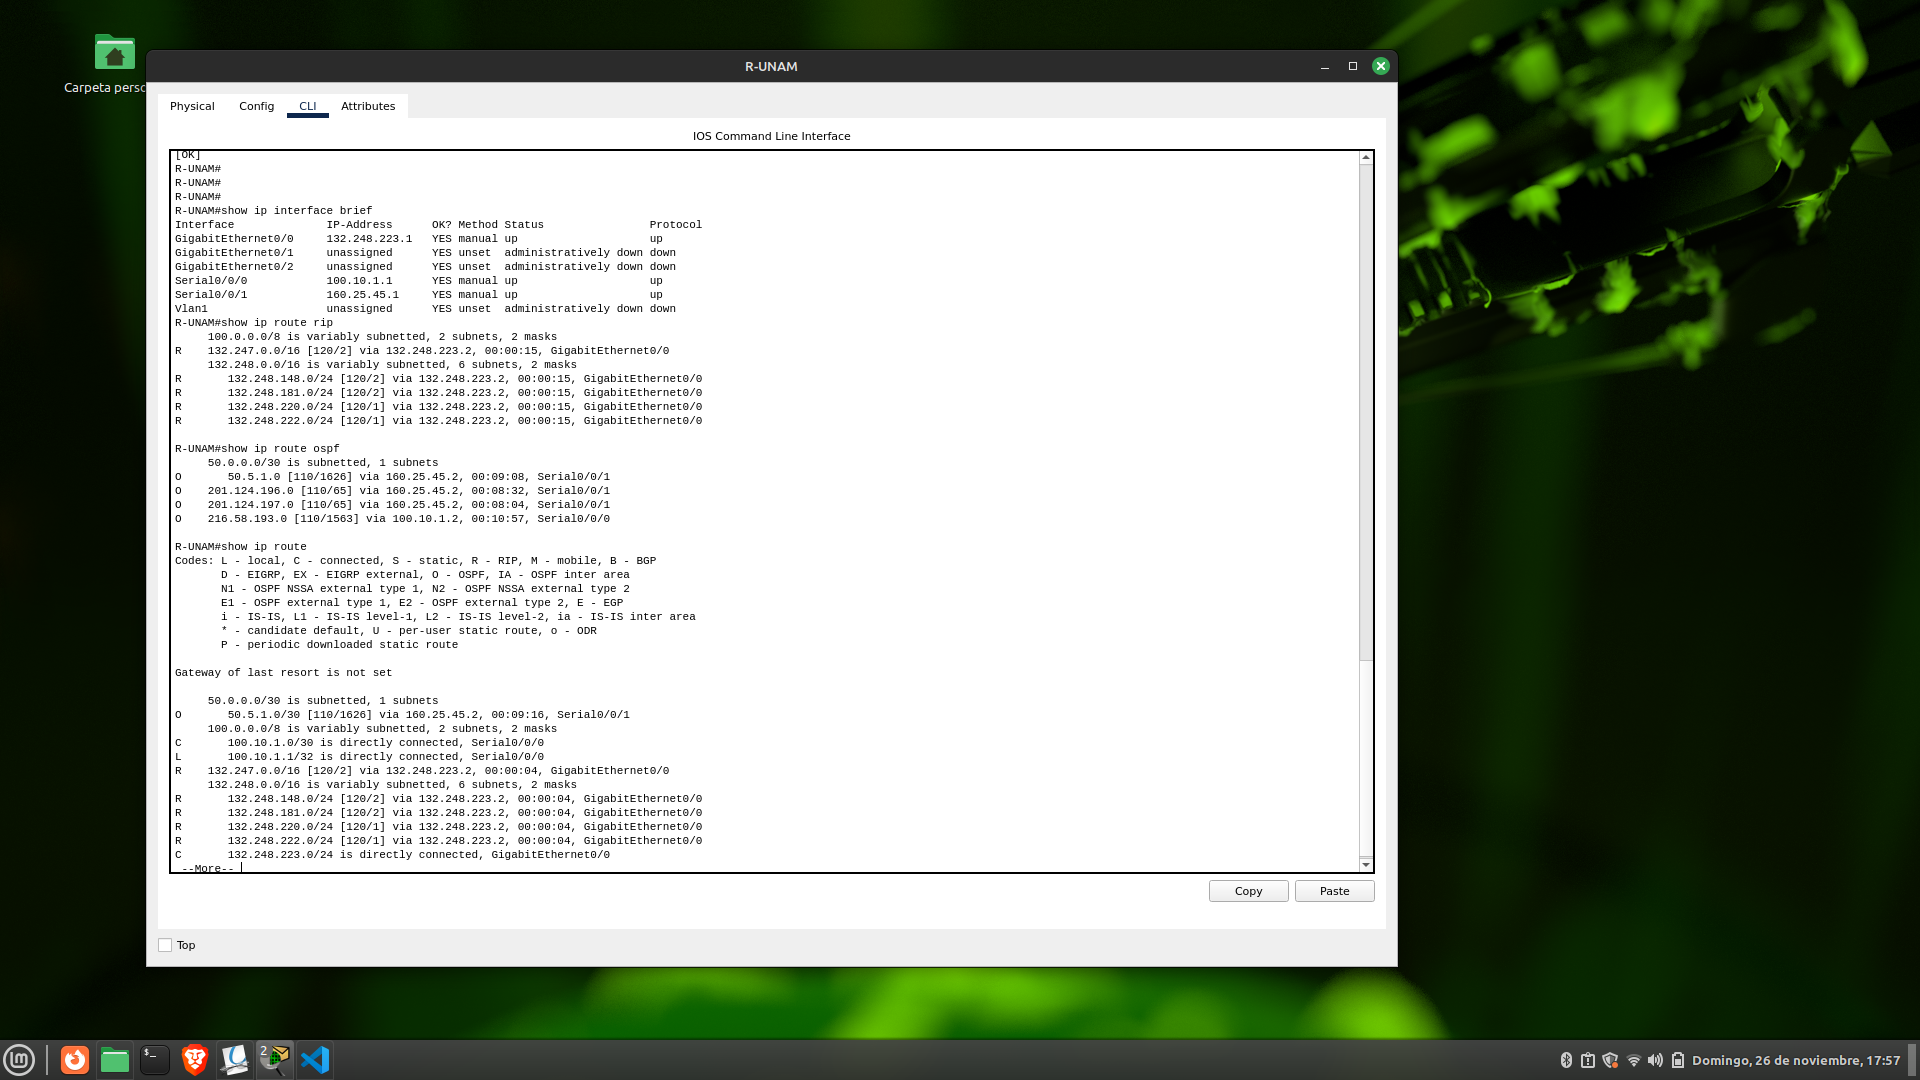 Carpeta perso
R-UNAM
Physical Config CLI Attributes
IOS Command Line Interface
[OK]
R-UNAM#
R-UNAM#
R-UNAM#
R-UNAM#show ip interface brief
Interface              IP-Address      OK? Method Status                Protocol
GigabitEthernet0/0     132.248.223.1   YES manual up                    up
GigabitEthernet0/1     unassigned      YES unset  administratively down down
GigabitEthernet0/2     unassigned      YES unset  administratively down down
Serial0/0/0            100.10.1.1      YES manual up                    up
Serial0/0/1            160.25.45.1     YES manual up                    up
Vlan1                  unassigned      YES unset  administratively down down
R-UNAM#show ip route rip
     100.0.0.0/8 is variably subnetted, 2 subnets, 2 masks
R    132.247.0.0/16 [120/2] via 132.248.223.2, 00:00:15, GigabitEthernet0/0
     132.248.0.0/16 is variably subnetted, 6 subnets, 2 masks
R       132.248.148.0/24 [120/2] via 132.248.223.2, 00:00:15, GigabitEthernet0/0
R       132.248.181.0/24 [120/2] via 132.248.223.2, 00:00:15, GigabitEthernet0/0
R       132.248.220.0/24 [120/1] via 132.248.223.2, 00:00:15, GigabitEthernet0/0
R       132.248.222.0/24 [120/1] via 132.248.223.2, 00:00:15, GigabitEthernet0/0
R-UNAM#show ip route ospf
     50.0.0.0/30 is subnetted, 1 subnets
O       50.5.1.0 [110/1626] via 160.25.45.2, 00:09:08, Serial0/0/1
O    201.124.196.0 [110/65] via 160.25.45.2, 00:08:32, Serial0/0/1
O    201.124.197.0 [110/65] via 160.25.45.2, 00:08:04, Serial0/0/1
O    216.58.193.0 [110/1563] via 100.10.1.2, 00:10:57, Serial0/0/0
R-UNAM#show ip route
Codes: L - local, C - connected, S - static, R - RIP, M - mobile, B - BGP
       D - EIGRP, EX - EIGRP external, O - OSPF, IA - OSPF inter area
       N1 - OSPF NSSA external type 1, N2 - OSPF NSSA external type 2
       E1 - OSPF external type 1, E2 - OSPF external type 2, E - EGP
       i - IS-IS, L1 - IS-IS level-1, L2 - IS-IS level-2, ia - IS-IS inter area
       * - candidate default, U - per-user static route, o - ODR
       P - periodic downloaded static route
Gateway of last resort is not set
     50.0.0.0/30 is subnetted, 1 subnets
O       50.5.1.0/30 [110/1626] via 160.25.45.2, 00:09:16, Serial0/0/1
     100.0.0.0/8 is variably subnetted, 2 subnets, 2 masks
C       100.10.1.0/30 is directly connected, Serial0/0/0
L       100.10.1.1/32 is directly connected, Serial0/0/0
R    132.247.0.0/16 [120/2] via 132.248.223.2, 00:00:04, GigabitEthernet0/0
     132.248.0.0/16 is variably subnetted, 6 subnets, 2 masks
R       132.248.148.0/24 [120/2] via 132.248.223.2, 00:00:04, GigabitEthernet0/0
R       132.248.181.0/24 [120/2] via 132.248.223.2, 00:00:04, GigabitEthernet0/0
R       132.248.220.0/24 [120/1] via 132.248.223.2, 00:00:04, GigabitEthernet0/0
R       132.248.222.0/24 [120/1] via 132.248.223.2, 00:00:04, GigabitEthernet0/0
C       132.248.223.0/24 is directly connected, GigabitEthernet0/0
 --More--
Copy Paste
Top
2
Domingo, 26 de noviembre, 17:57